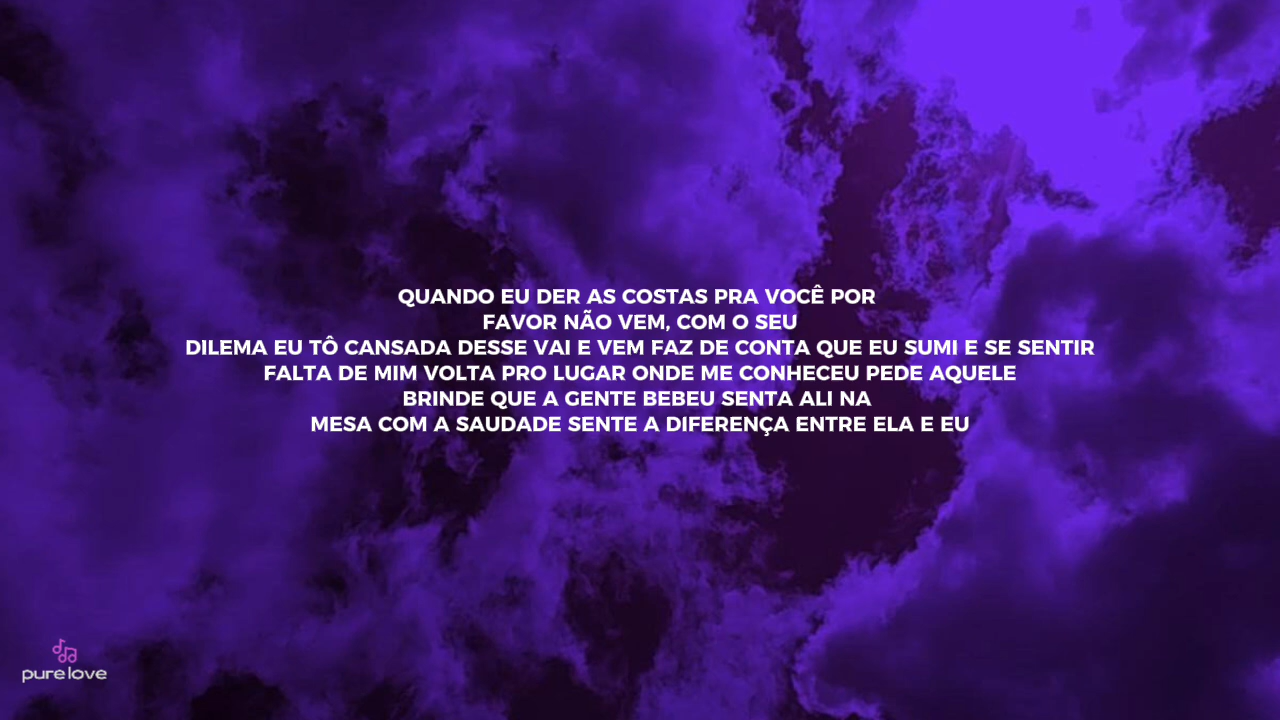 QUANDO EU DER AS COSTAS PRA VOCÊ POR
FAVOR NÃO VEM, COM O SEU
DILEMA EU TÔ CANSADA DESSE VAI E VEM FAZ DE CONTA QUE EU SUMI E SE SENTIR
FALTA DE MIM VOLTA PRO LUGAR ONDE ME CONHECEU PEDE AQUELE
BRINDE QUE A GENTE BEBEU SENTA ALI NA
MESA COM A SAUDADE SENTE A DIFERENÇA ENTRE ELA E EU
pure love